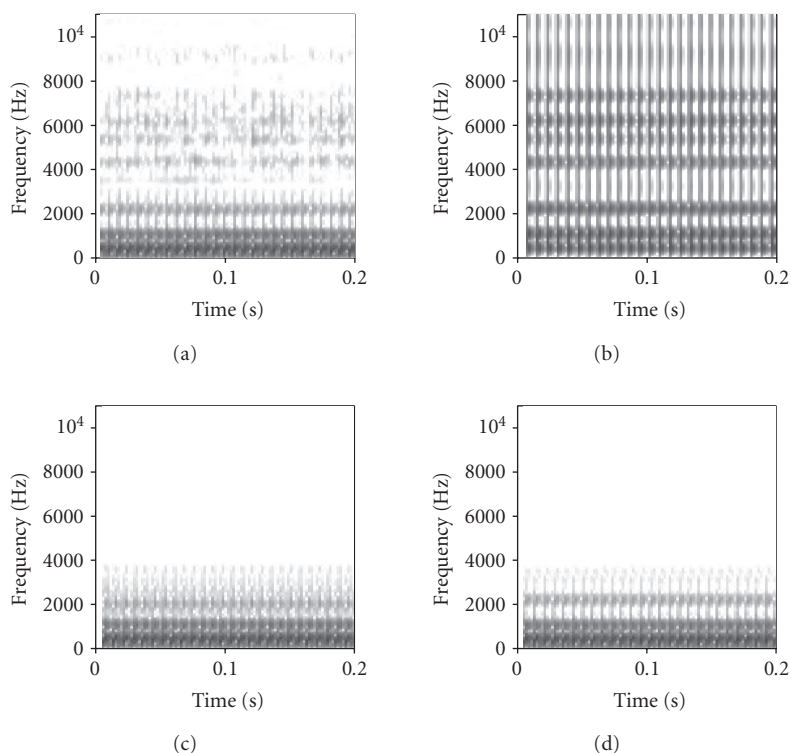 10⁴ 10⁴
8000 8000
6000 6000
4000 4000
2000 2000
0 0
Frequency (Hz) Frequency (Hz)
0 0.1 0.2 0 0.1 0.2
Time (s) Time (s)
(a) (b)
10⁴ 10⁴
8000 8000
6000 6000
4000 4000
2000 2000
0 0
Frequency (Hz) Frequency (Hz)
0 0.1 0.2 0 0.1 0.2
Time (s) Time (s)
(c) (d)